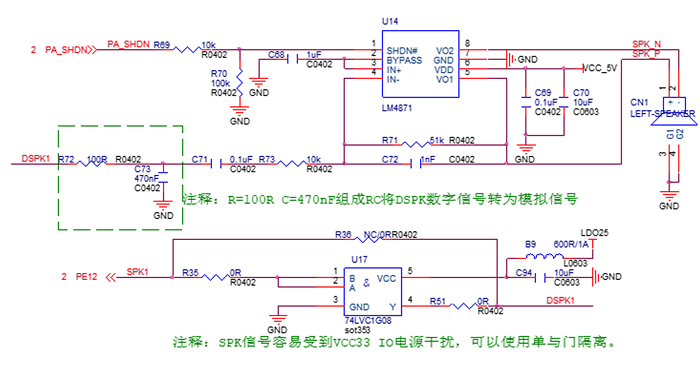 U14
2 PA_SHDN PA_SHDN R69 10k R0402
R70 100k R0402
GND
C68 1uF C0402
GND
1 SHDN# VO2 8 SPK_N
2 BYPASS GND 7 GND
3 IN+ VDD 6 VCC_5V
4 IN- VO1 5 SPK_P
LM4871
C69 0.1uF C0402
C70 10uF C0603
GND
CN1 LEFT-SPEAKER
1 2
+ -
G1 G2
3 4
GND
R71 51k R0402
C72 1nF C0402
DSPK1 R72 100R R0402
C73 470nF C0402
GND
C71 0.1uF C0402
R73 10k R0402
注释：R=100R C=470nF组成RC将DSPK数字信号转为模拟信号
R36 NC/0R R0402
LDO25
B9 600R/1A L0603
C94 10uF C0603
GND
2 PE12 SPK1 R35 0R R0402
U17
1 B VCC 5
2 A &
3 GND Y 4
GND
74LVC1G08
sot353
R51 0R R0402
DSPK1
注释：SPK信号容易受到VCC33 IO电源干扰，可以使用单与门隔离。